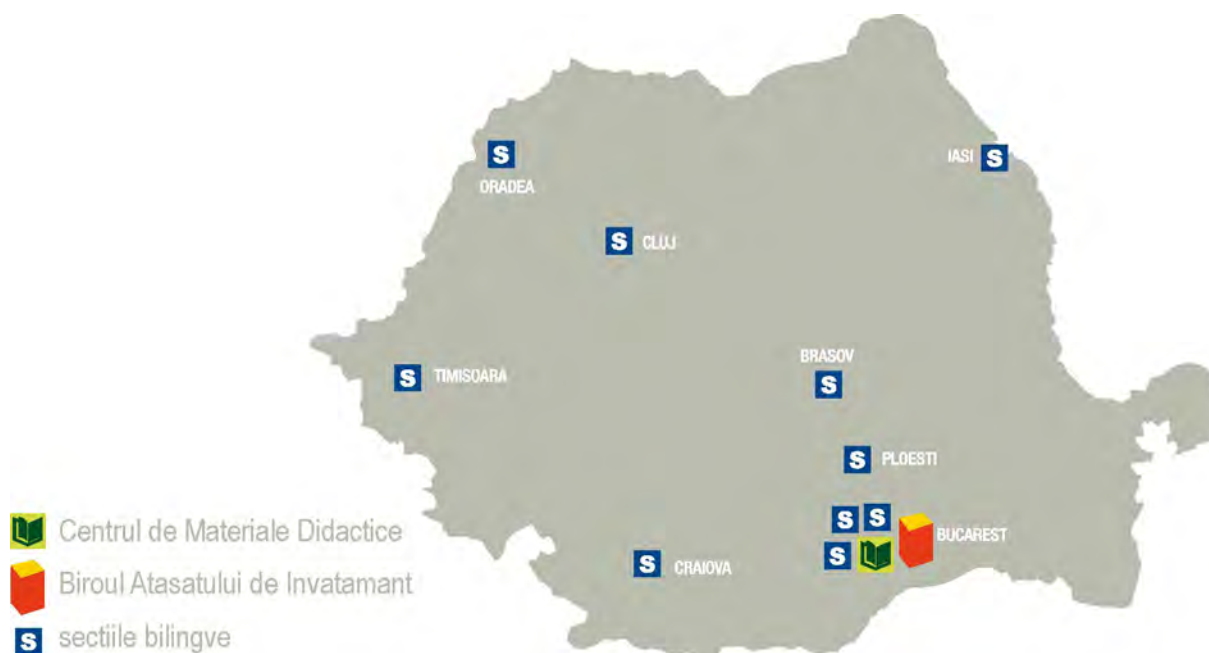 S
ORADEA
IASI S
S CLUJ
BRASOV
S
S TIMISOARA
S PLOESTI
S S
BUCAREST
S
S CRAIOVA
Centrul de Materiale Didactice
Biroul Atasatului de Invatamant
S sectiile bilingve